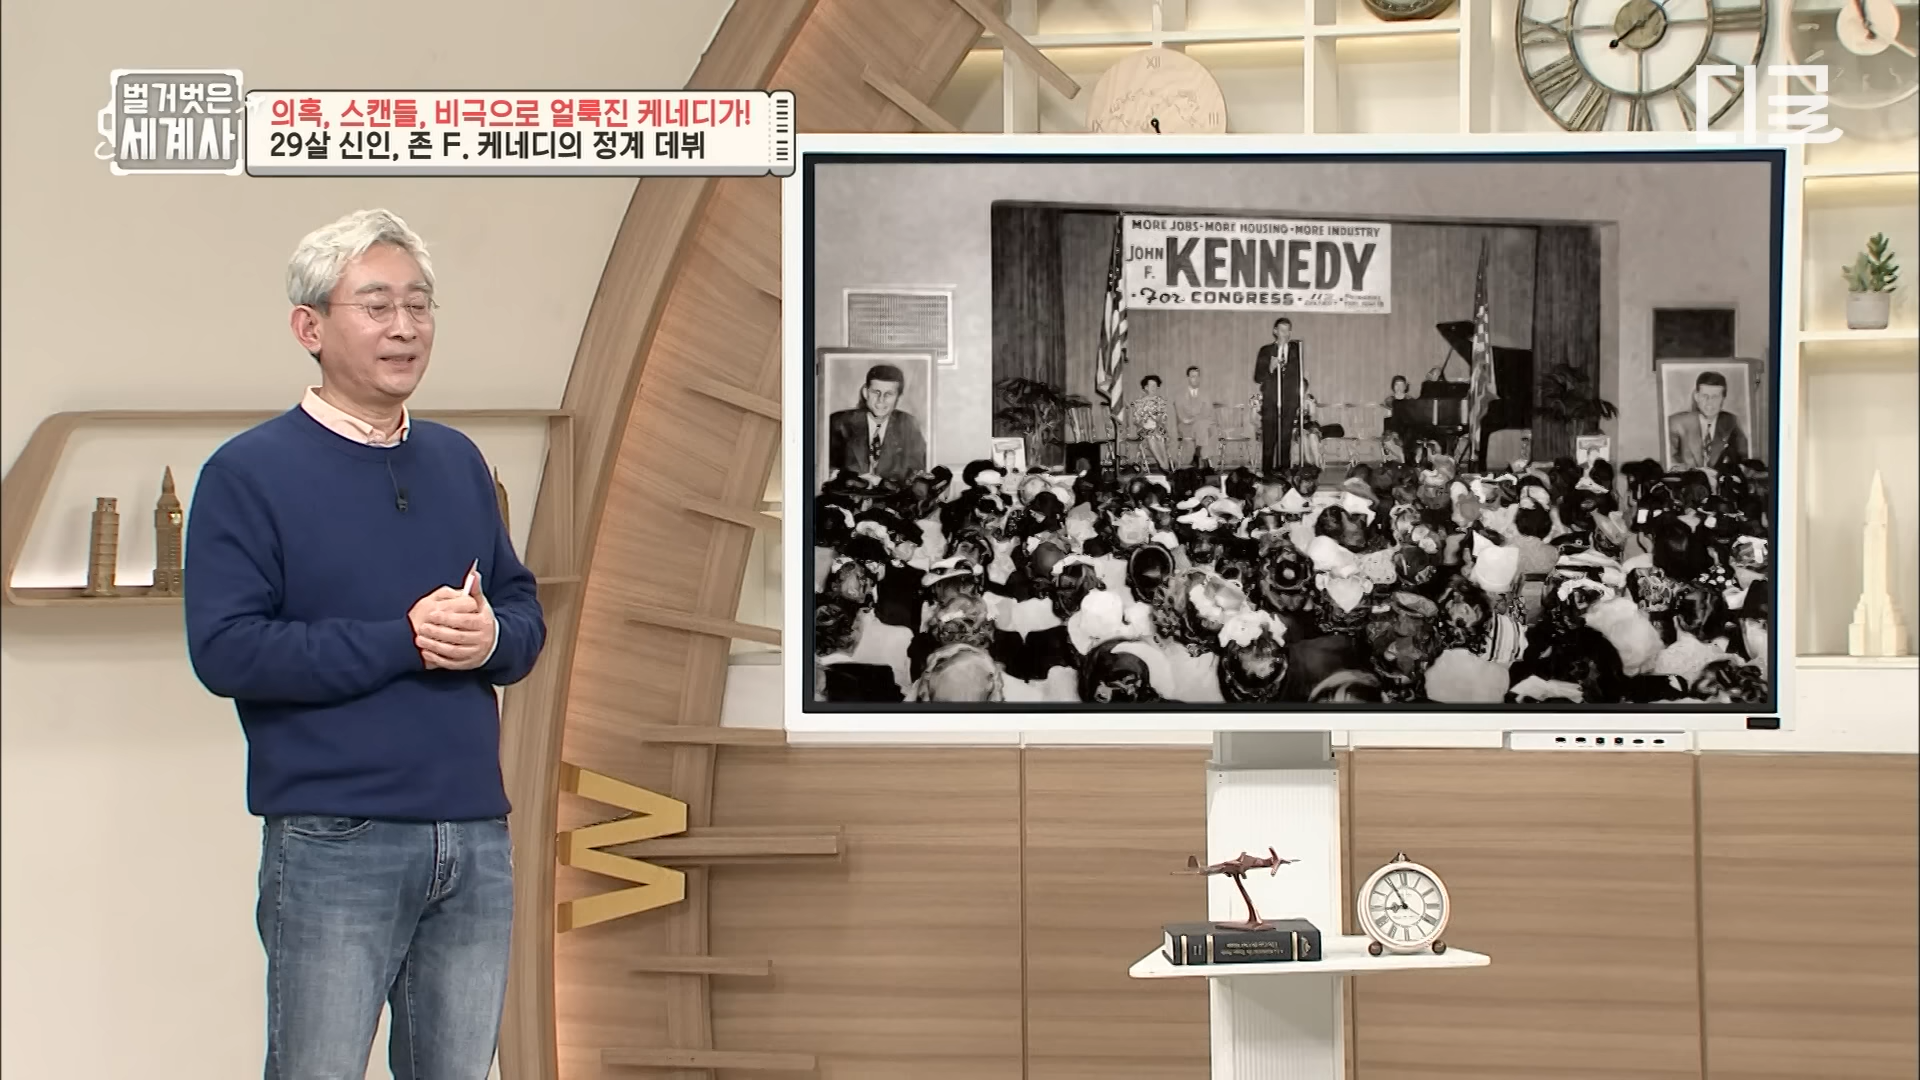 벌거벗은
세계사
의혹, 스캔들, 비극으로 얼룩진 케네디가!
29살 신인, 존 F. 케네디의 정계 데뷔
디글
MORE JOBS-MORE HOUSING-MORE INDUSTRY
JOHN
F.
KENNEDY
For CONGRESS
W